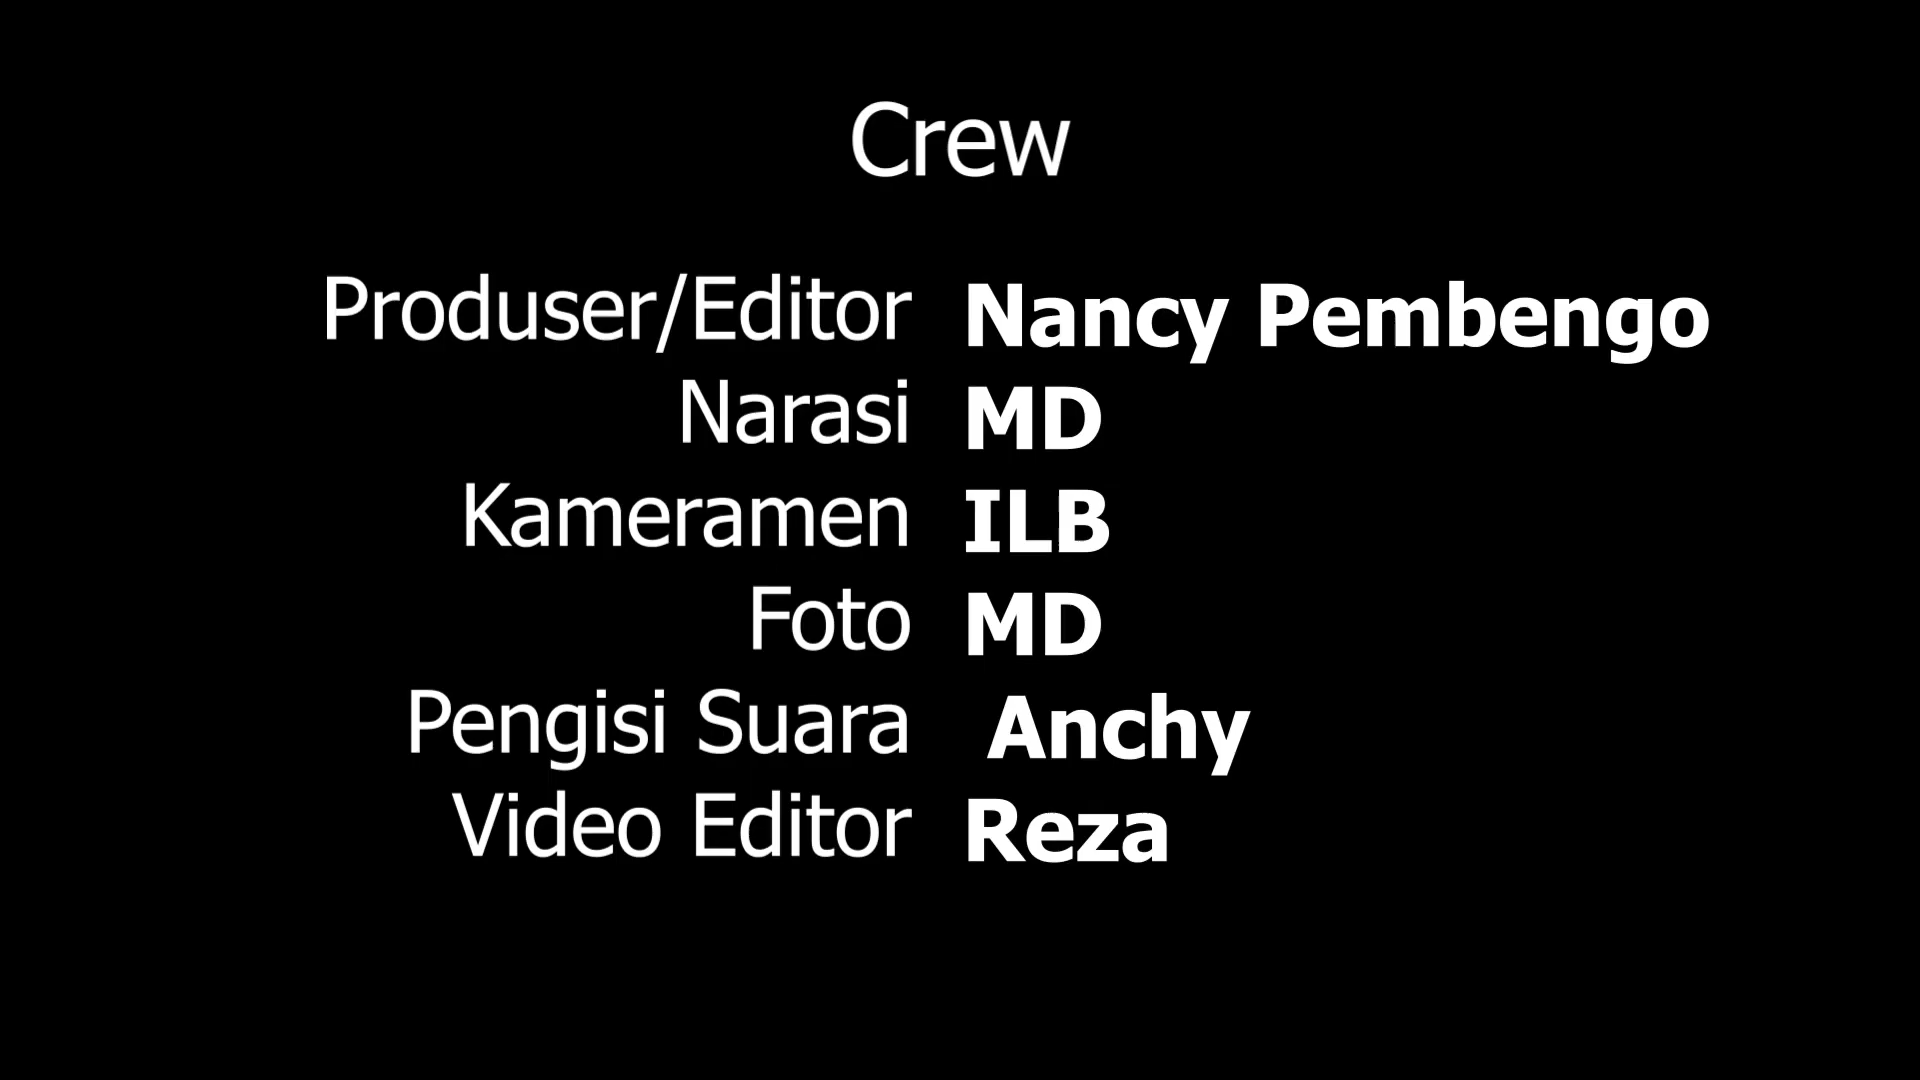 Crew
Produser/Editor Nancy Pembengo
Narasi MD
Kameramen ILB
Foto MD
Pengisi Suara Anchy
Video Editor Reza